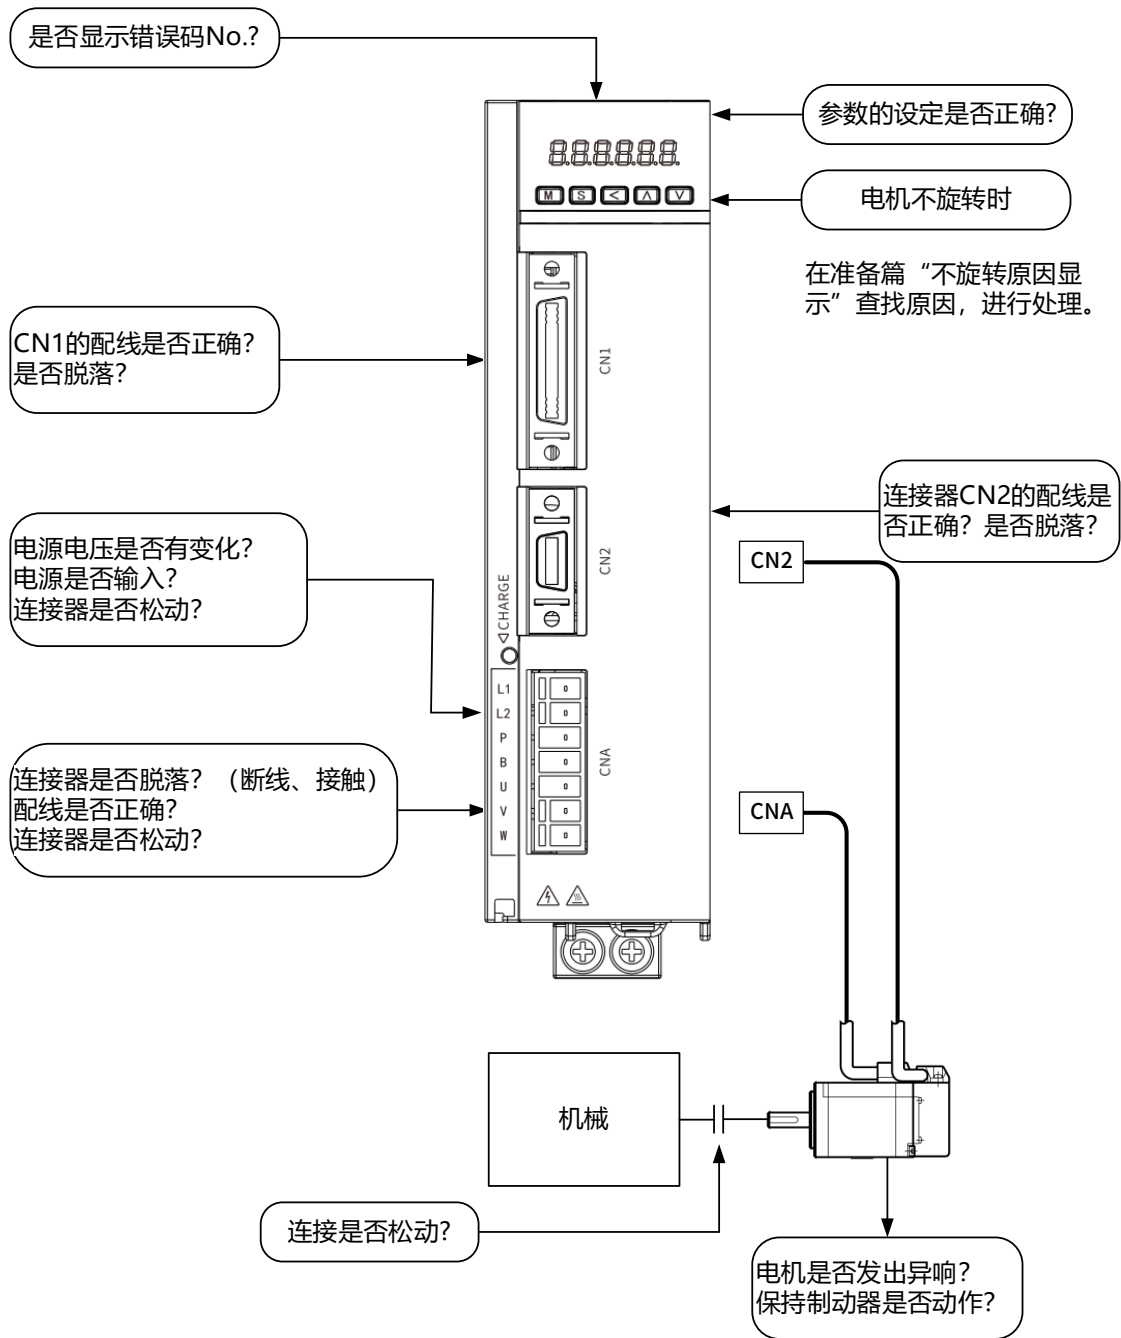 是否显示错误码No.?
参数的设定是否正确?
8.8.8.8.8.8.
M S < ∧ ∨
电机不旋转时
在准备篇“不旋转原因显
示”查找原因，进行处理。
CN1的配线是否正确？
是否脱落？
CN1
连接器CN2的配线是
否正确？是否脱落？
电源电压是否有变化？
电源是否输入？
连接器是否松动？
CN2
CN2
CHARGE
L1
L2
P
B
U
V
W
CNA
连接器是否脱落？（断线、接触）
配线是否正确？
连接器是否松动？
CNA
机械
连接是否松动?
电机是否发出异响？
保持制动器是否动作？